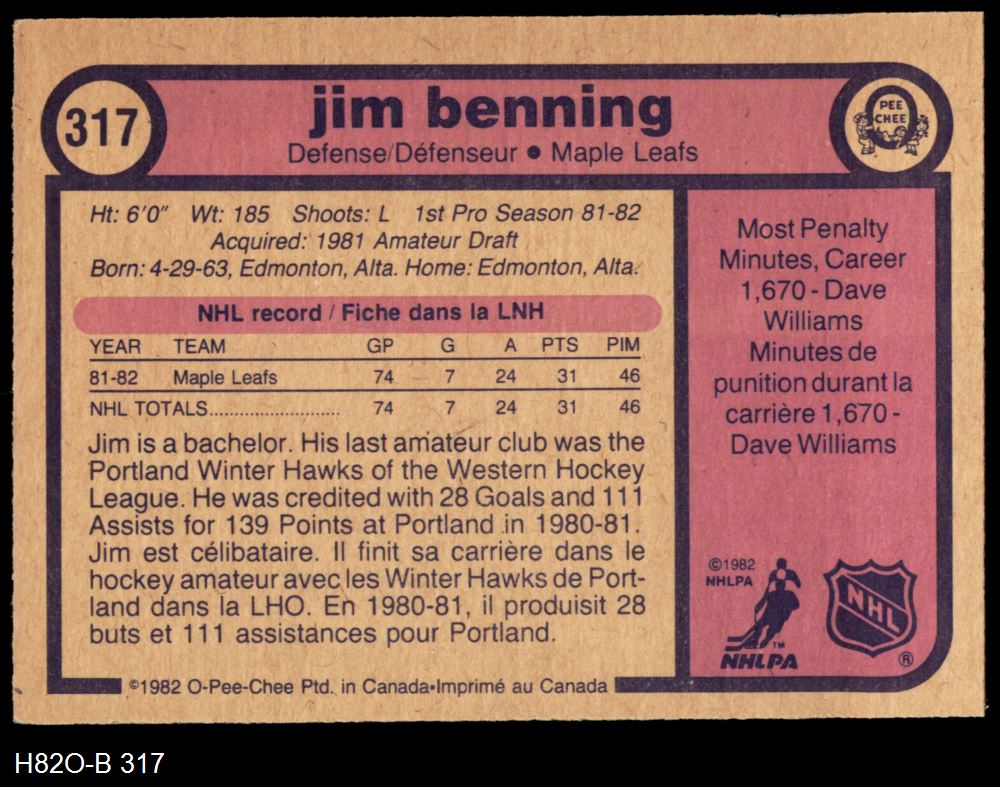 317
jim benning
Defense/Défenseur ● Maple Leafs
PEE
CHEE
Ht: 6'0" Wt: 185 Shoots: L 1st Pro Season 81-82
Acquired: 1981 Amateur Draft
Born: 4-29-63, Edmonton, Alta. Home: Edmonton, Alta.
NHL record / Fiche dans la LNH
YEAR TEAM GP G A PTS PIM
81-82 Maple Leafs 74 7 24 31 46
NHL TOTALS.......................... 74 7 24 31 46
Jim is a bachelor. His last amateur club was the
Portland Winter Hawks of the Western Hockey
League. He was credited with 28 Goals and 111
Assists for 139 Points at Portland in 1980-81.
Jim est célibataire. Il finit sa carrière dans le
hockey amateur avec les Winter Hawks de Port-
land dans la LHO. En 1980-81, il produisit 28
buts et 111 assistances pour Portland.
©1982 O-Pee-Chee Ptd. in Canada•Imprimé au Canada
Most Penalty
Minutes, Career
1,670 - Dave
Williams
Minutes de
punition durant la
carrière 1,670 -
Dave Williams
©1982
NHLPA
TM
NHLPA
NHL
®
H82O-B 317